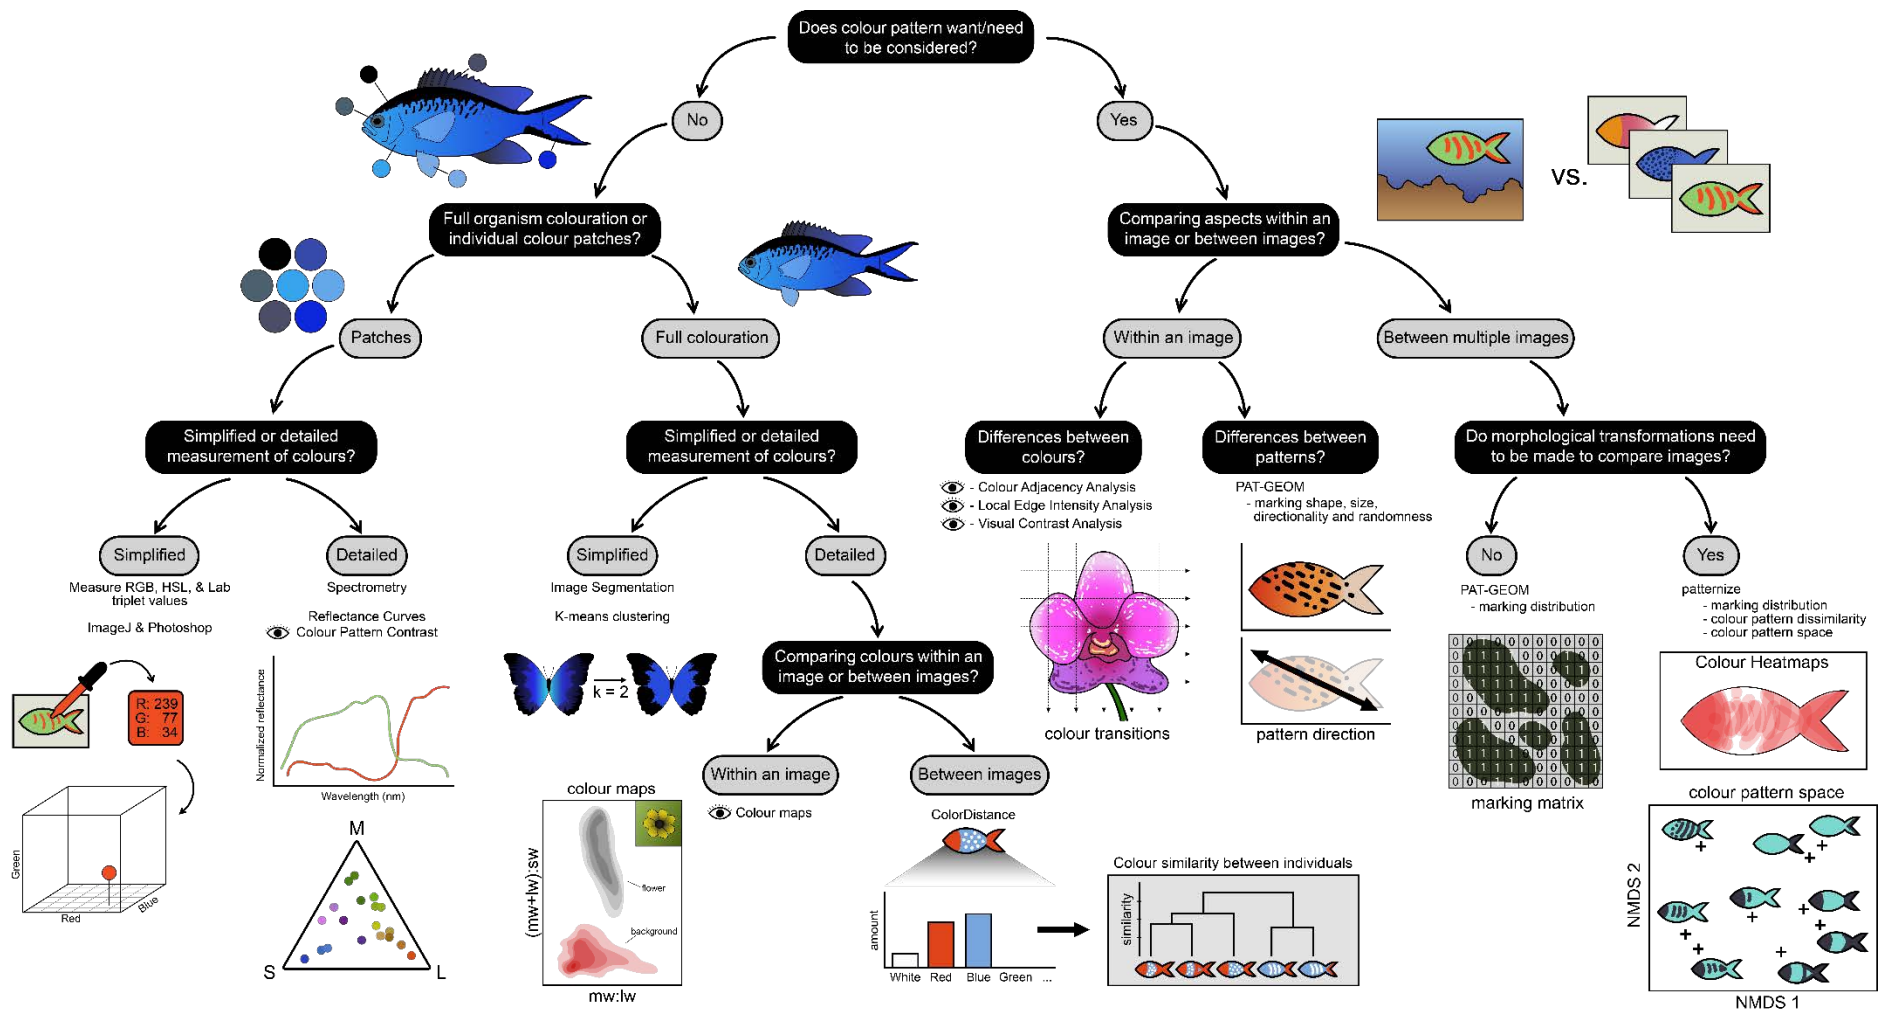 Does colour pattern want/need
to be considered?
No
Yes
vs.
Full organism colouration or
individual colour patches?
Comparing aspects within an
image or between images?
Patches
Full colouration
Within an image
Between multiple images
Simplified or detailed
measurement of colours?
Simplified or detailed
measurement of colours?
Differences between
colours?
Differences between
patterns?
Do morphological transformations need
to be made to compare images?
- Colour Adjacency Analysis
- Local Edge Intensity Analysis
- Visual Contrast Analysis
PAT-GEOM
- marking shape, size,
directionality and randomness
Simplified
Detailed
Simplified
Detailed
No
Yes
Measure RGB, HSL, & Lab
triplet values
ImageJ & Photoshop
Spectrometry
Reflectance Curves
Colour Pattern Contrast
Image Segmentation
K-means clustering
PAT-GEOM
- marking distribution
patternize
- marking distribution
- colour pattern dissimilarity
- colour pattern space
Comparing colours within an
image or between images?
k = 2
R: 239
G: 77
B: 34
Normalized reflectance
Wavelength (nm)
colour transitions
pattern direction
Colour Heatmaps
marking matrix
colour pattern space
Within an image
Between images
Colour maps
ColorDistance
colour maps
(mw+lw):sw
flower
background
mw:lw
Green
Red
Blue
M
S
L
amount
White
Red
Blue
Green
...
Colour similarity between individuals
similarity
NMDS 2
NMDS 1